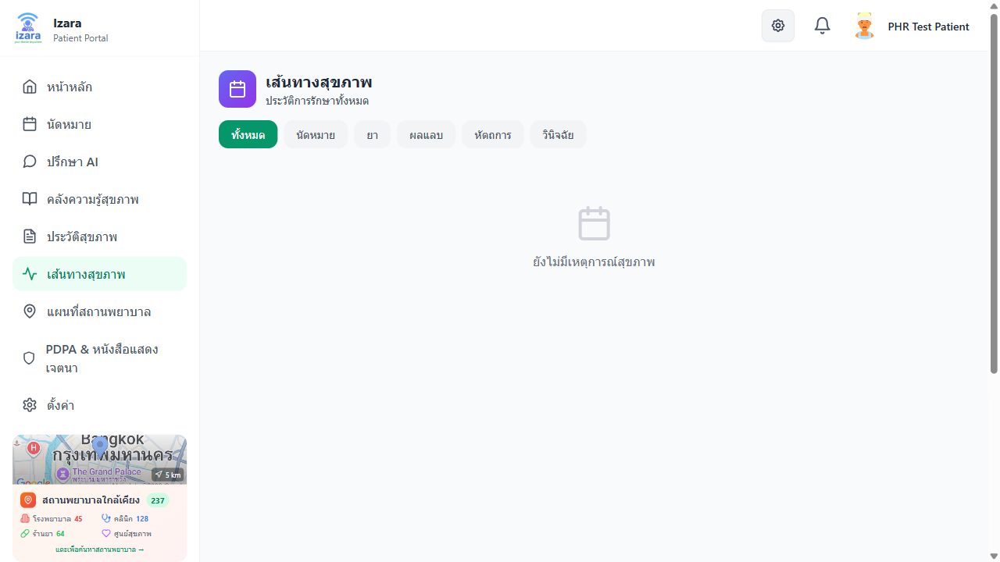 izara
Izara
Patient Portal
PHR Test Patient
หน้าหลัก
นัดหมาย
ปรึกษา AI
คลังความรู้สุขภาพ
ประวัติสุขภาพ
เส้นทางสุขภาพ
แผนที่สถานพยาบาล
PDPA & หนังสือแสดง
เจตนา
ตั้งค่า
Bangkok
กรุงเทพมหานคร
H
The Grand Palace
Google
5 km
สถานพยาบาลใกล้เคียง 237
โรงพยาบาล 45
คลินิก 128
ร้านยา 64
ศูนย์สุขภาพ
แตะเพื่อค้นหาสถานพยาบาล →
เส้นทางสุขภาพ
ประวัติการรักษาทั้งหมด
ทั้งหมด
นัดหมาย
ยา
ผลแลบ
หัตถการ
วินิจฉัย
ยังไม่มีเหตุการณ์สุขภาพ